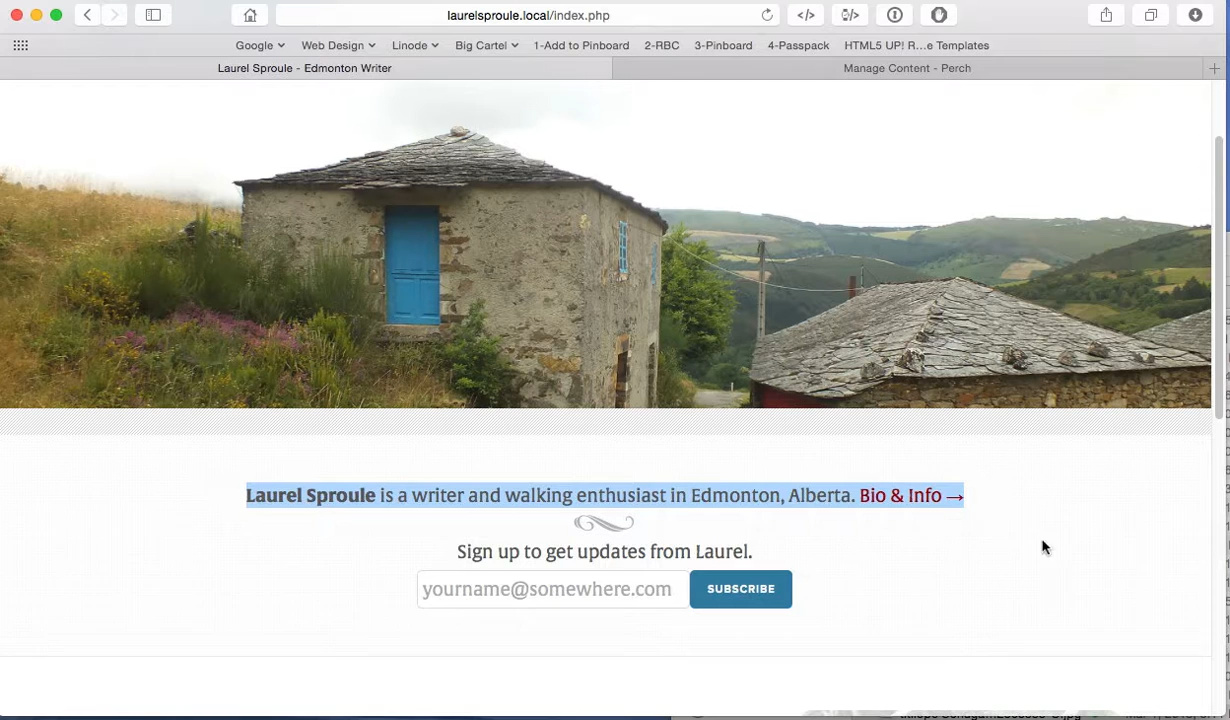 laurelsproule.local/index.php
Google Web Design Linode Big Cartel 1-Add to Pinboard 2-RBC 3-Pinboard 4-Passpack HTML5 UP! R...e Templates
Laurel Sproule - Edmonton Writer Manage Content - Perch
Laurel Sproule is a writer and walking enthusiast in Edmonton, Alberta. Bio & Info →
Sign up to get updates from Laurel.
yourname@somewhere.com SUBSCRIBE